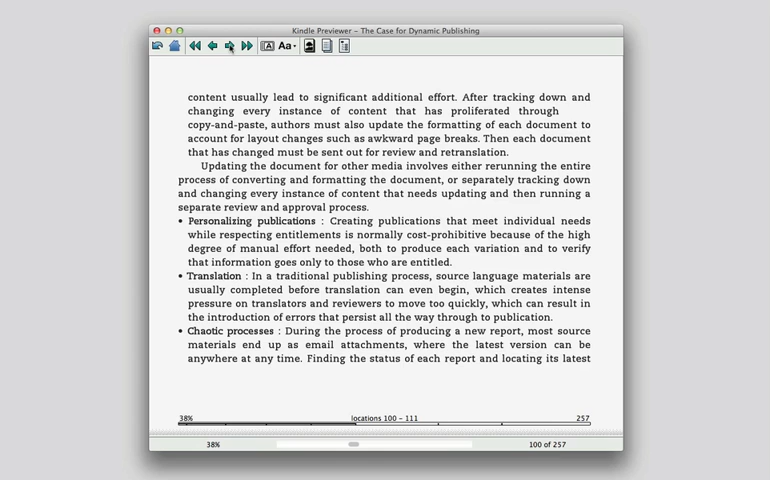 Kindle Previewer – The Case for Dynamic Publishing
A Aa
content usually lead to significant additional effort. After tracking down and
changing every instance of content that has proliferated through
copy-and-paste, authors must also update the formatting of each document to
account for layout changes such as awkward page breaks. Then each document
that has changed must be sent out for review and retranslation.
Updating the document for other media involves either rerunning the entire
process of converting and formatting the document, or separately tracking down
and changing every instance of content that needs updating and then running a
separate review and approval process.
• Personalizing publications : Creating publications that meet individual needs
while respecting entitlements is normally cost-prohibitive because of the high
degree of manual effort needed, both to produce each variation and to verify
that information goes only to those who are entitled.
• Translation : In a traditional publishing process, source language materials are
usually completed before translation can even begin, which creates intense
pressure on translators and reviewers to move too quickly, which can result in
the introduction of errors that persist all the way through to publication.
• Chaotic processes : During the process of producing a new report, most source
materials end up as email attachments, where the latest version can be
anywhere at any time. Finding the status of each report and locating its latest
38% locations 100 – 111 257
38% 100 of 257